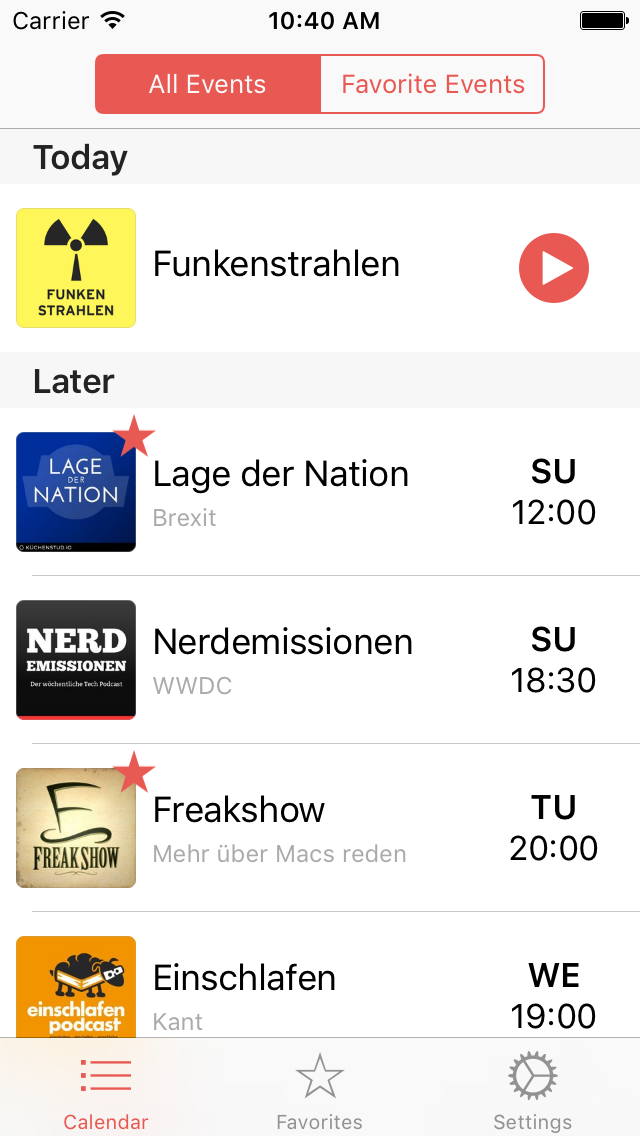 Carrier
10:40 AM
All Events
Favorite Events
Today
FUNKEN
STRAHLEN
Funkenstrahlen
Later
LAGE
DER
NATION
KÜCHENSTUD.IO
Lage der Nation
Brexit
SU
12:00
NERD
EMISSIONEN
Der wöchentliche Tech Podcast
Nerdemissionen
WWDC
SU
18:30
FREAKSHOW
Freakshow
Mehr über Macs reden
TU
20:00
einschlafen
podcast
Einschlafen
Kant
WE
19:00
Calendar
Favorites
Settings